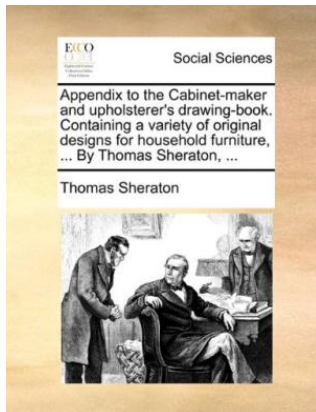 ECCO
Social Sciences
Appendix to the Cabinet-maker
and upholsterer's drawing-book.
Containing a variety of original
designs for household furniture,
... By Thomas Sheraton, ...
Thomas Sheraton